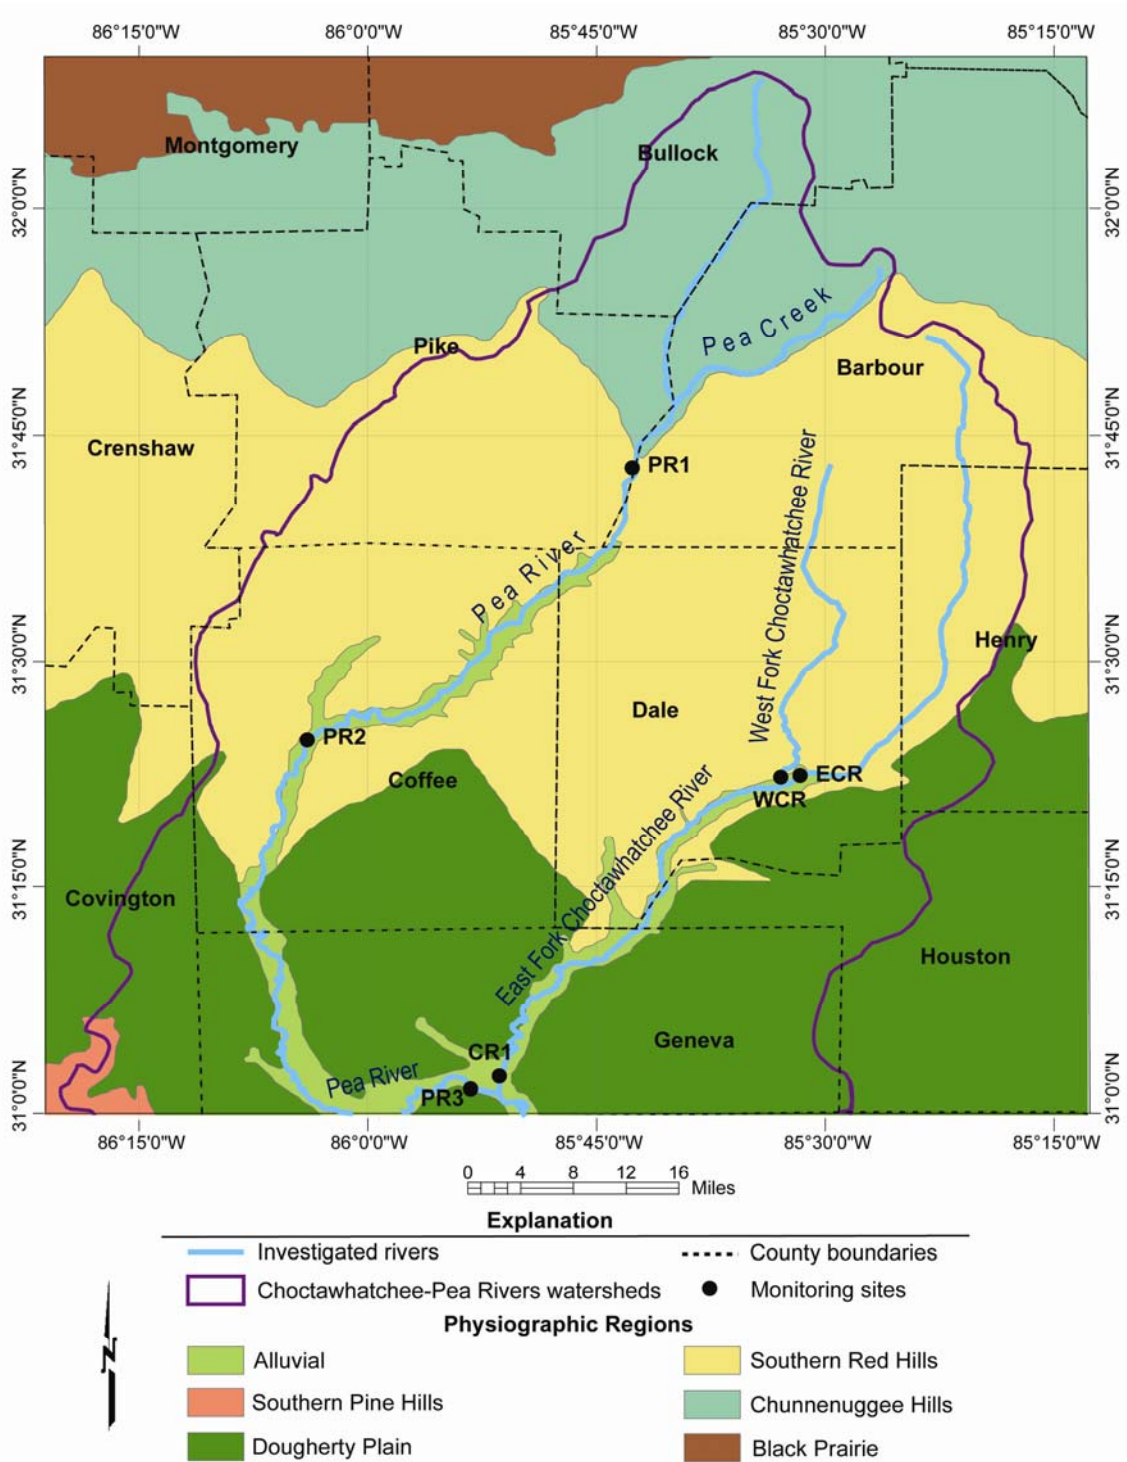 86°15'0"W 86°0'0"W 85°45'0"W 85°30'0"W 85°15'0"W
Montgomery
Bullock
32°0'0"N 32°0'0"N
Pea Creek
Pike
Barbour
31°45'0"N 31°45'0"N
Crenshaw
PR1
West Fork Choctawhatchee River
Pea River
31°30'0"N 31°30'0"N
Henry
Dale
PR2
Coffee
ECR
WCR
East Fork Choctawhatchee River
31°15'0"N 31°15'0"N
Covington
Houston
Geneva
CR1
Pea River
PR3
31°0'0"N 31°0'0"N
86°15'0"W 86°0'0"W 85°45'0"W 85°30'0"W 85°15'0"W
0 4 8 12 16
Miles
Explanation
Investigated rivers
County boundaries
Choctawhatchee-Pea Rivers watersheds
Monitoring sites
Physiographic Regions
N
Alluvial
Southern Red Hills
Southern Pine Hills
Chunnenuggee Hills
Dougherty Plain
Black Prairie